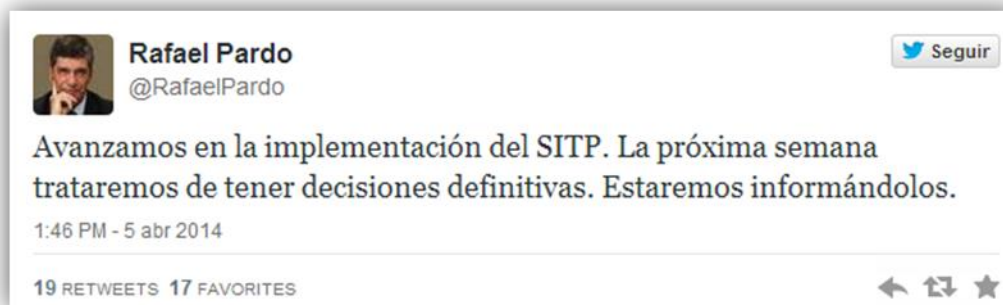 Rafael Pardo
@RafaelPardo
Seguir
Avanzamos en la implementación del SITP. La próxima semana
trataremos de tener decisiones definitivas. Estaremos informándolos.
1:46 PM - 5 abr 2014
19 RETWEETS 17 FAVORITES